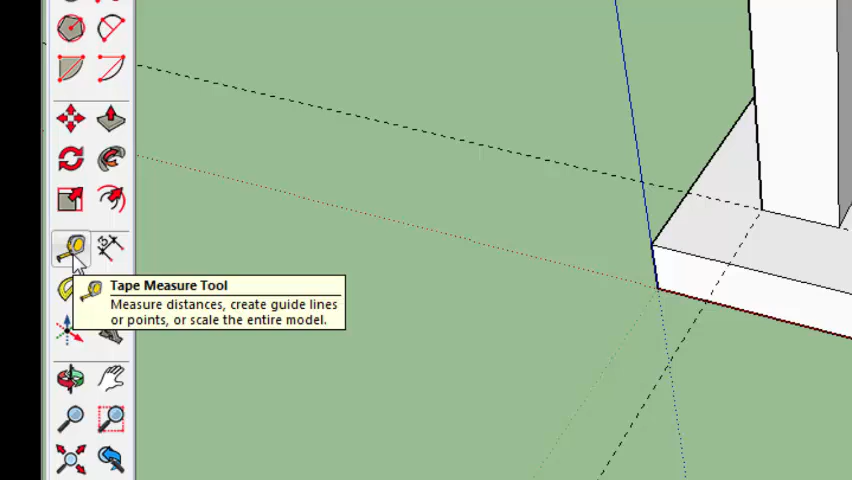 Tape Measure Tool
Measure distances, create guide lines
or points, or scale the entire model.